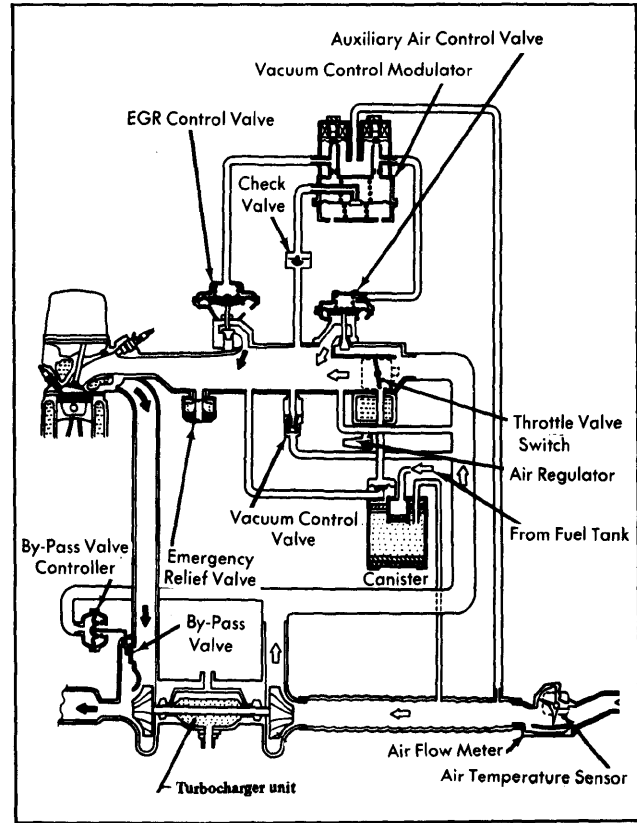 Auxiliary Air Control Valve
Vacuum Control Modulator
EGR Control Valve
Check
Valve
Throttle Valve
Switch
Air Regulator
From Fuel Tank
Vacuum Control
Valve
Canister
Emergency
Relief Valve
By-Pass Valve
Controller
By-Pass
Valve
Air Flow Meter
Air Temperature Sensor
Turbocharger unit